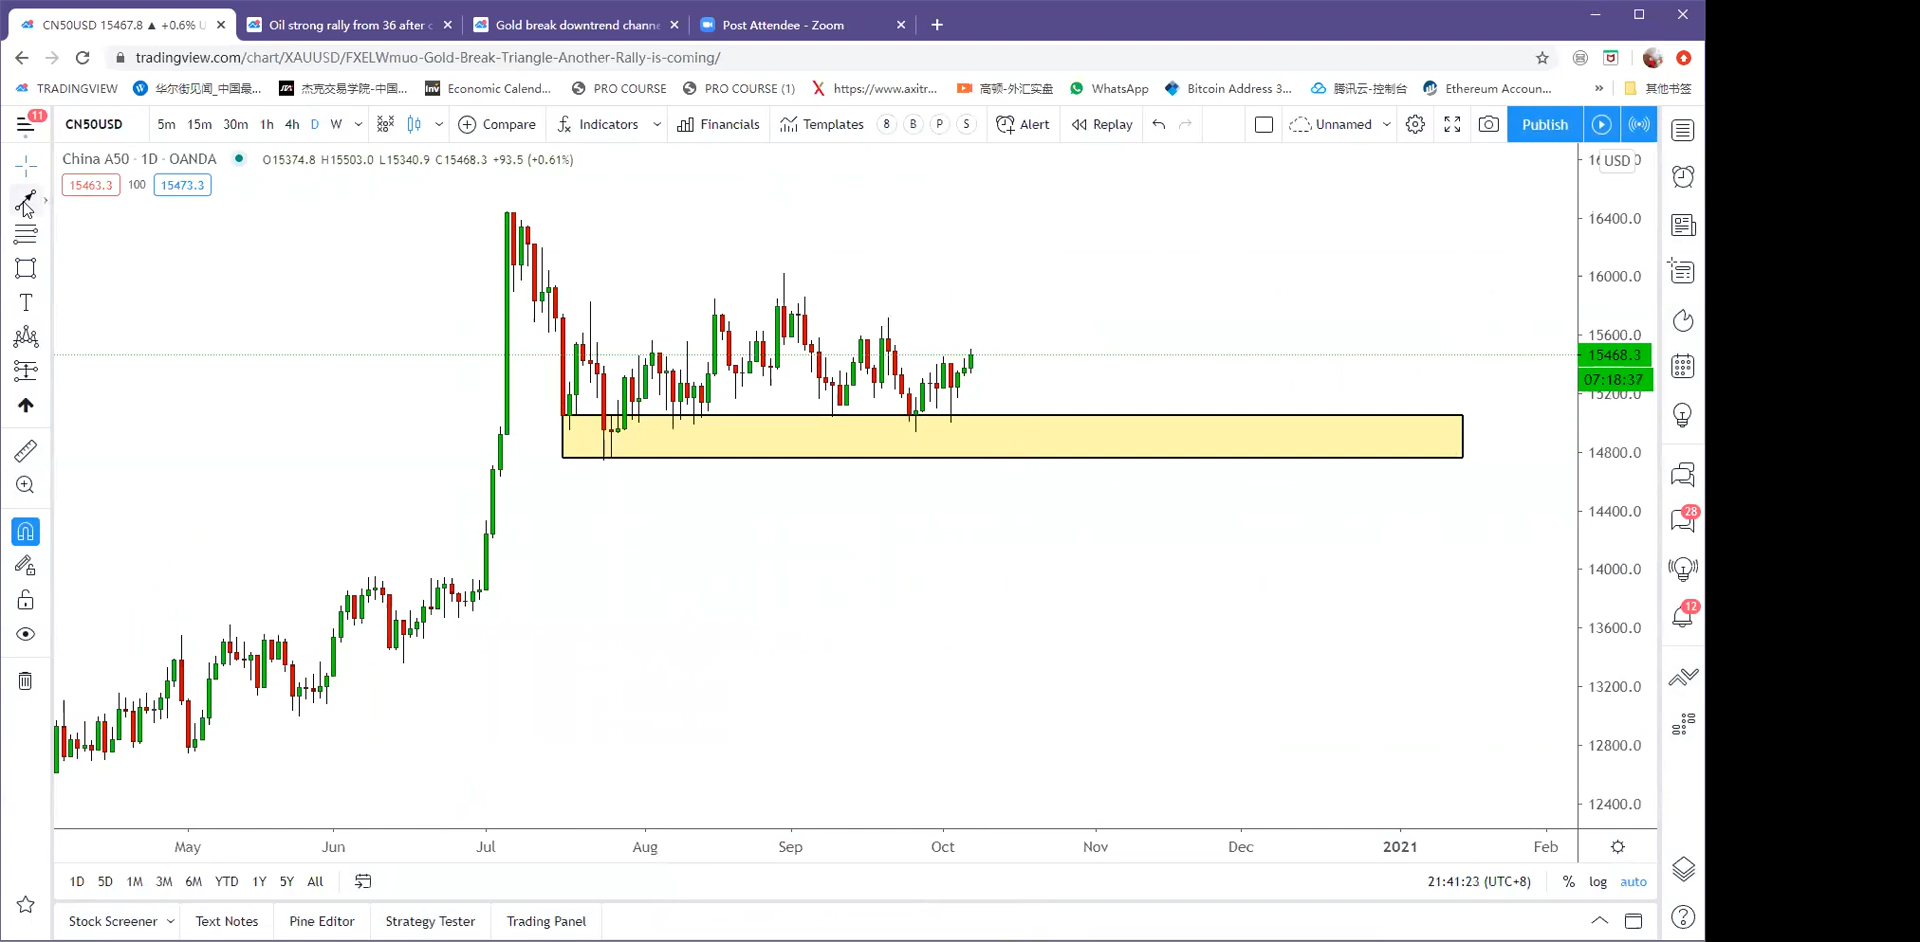 CN50USD 15467.8 ▲ +0.6% U
Oil strong rally from 36 after c
Gold break downtrend chann
Post Attendee - Zoom
tradingview.com/chart/XAUUSD/FXELWmuo-Gold-Break-Triangle-Another-Rally-is-coming/
TRADINGVIEW
华尔街见闻_中国最...
杰克交易学院-中国...
Economic Calend...
PRO COURSE
PRO COURSE (1)
https://www.axitr...
高顿-外汇实盘
WhatsApp
Bitcoin Address 3...
腾讯云-控制台
Ethereum Accoun...
»
其他书签
11
CN50USD
5m 15m 30m 1h 4h D W
Compare
Indicators
Financials
Templates
8 B P S
Alert
Replay
Unnamed
Publish
China A50 · 1D · OANDA
O15374.8 H15503.0 L15340.9 C15468.3 +93.5 (+0.61%)
15463.3 100 15473.3
USD
16400.0
16000.0
15600.0
15468.3
07:18:37
15200.0
14800.0
14400.0
14000.0
13600.0
13200.0
12800.0
12400.0
28
12
May Jun Jul Aug Sep Oct Nov Dec 2021 Feb
1D 5D 1M 3M 6M YTD 1Y 5Y All
21:41:23 (UTC+8)
% log auto
Stock Screener
Text Notes
Pine Editor
Strategy Tester
Trading Panel